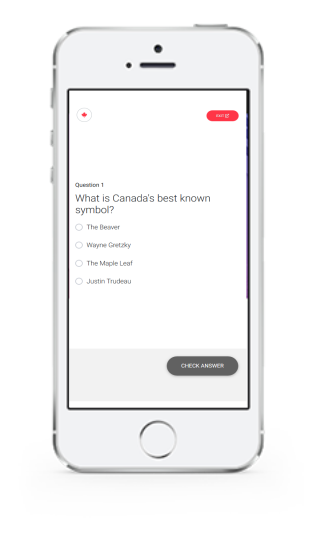 Exit
Question 1
What is Canada's best known
symbol?
The Beaver
Wayne Gretzky
The Maple Leaf
Justin Trudeau
CHECK ANSWER